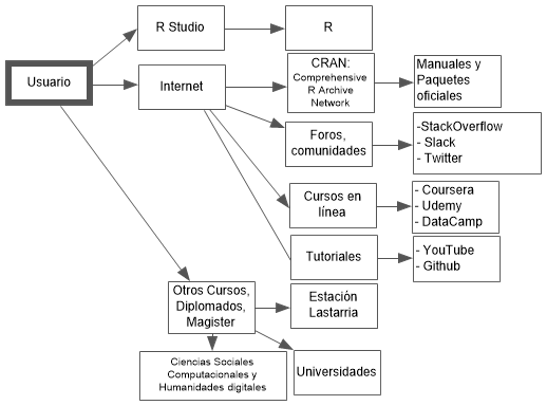 R Studio
R
Usuario
Internet
CRAN:
Comprehensive
R Archive
Network
Manuales y
Paquetes
oficiales
Foros,
comunidades
-StackOverflow
- Slack
- Twitter
Cursos en
línea
- Coursera
- Udemy
- DataCamp
Tutoriales
- YouTube
- Github
Otros Cursos,
Diplomados,
Magister
Estación
Lastarria
Ciencias Sociales
Computacionales y
Humanidades digitales
Universidades